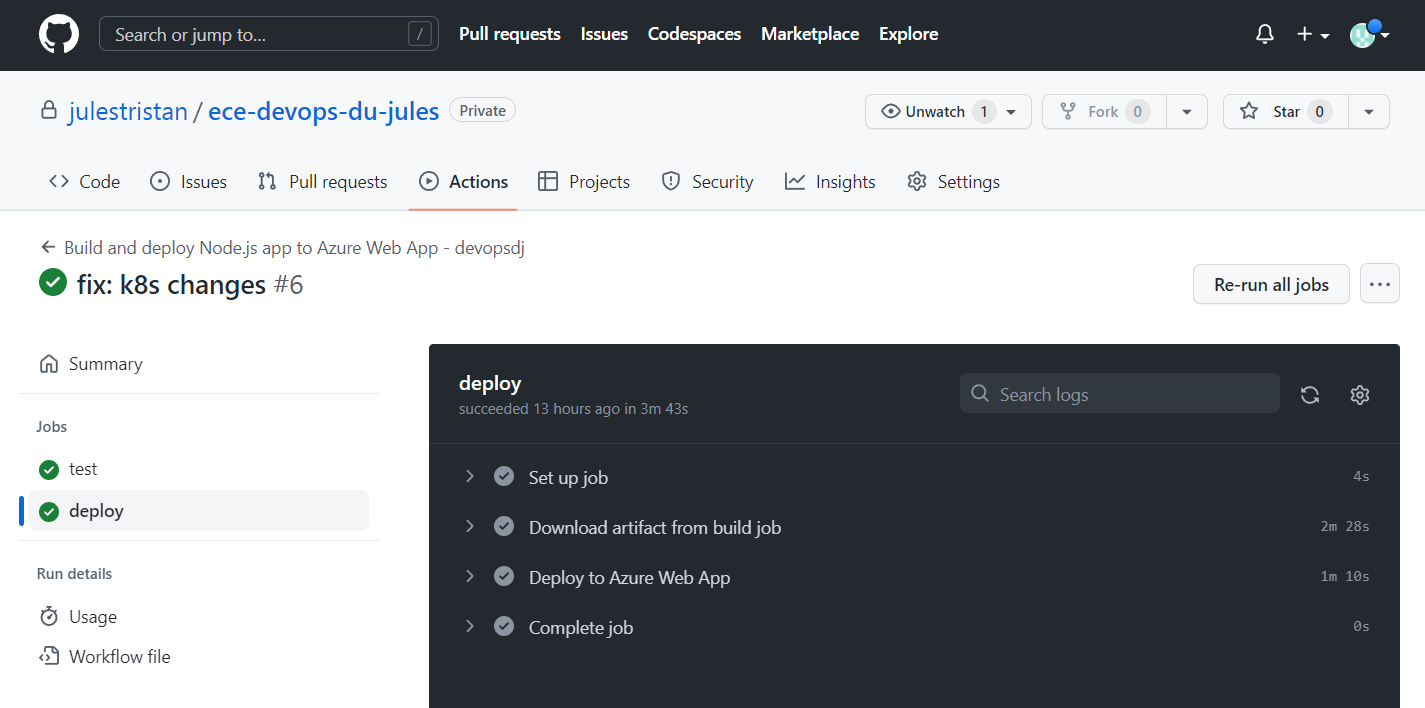 Search or jump to... /
Pull requests Issues Codespaces Marketplace Explore
julestristan / ece-devops-du-jules Private
Unwatch 1 Fork 0 Star 0
Code Issues Pull requests Actions Projects Security Insights Settings
Build and deploy Node.js app to Azure Web App - devopsdj
fix: k8s changes #6
Re-run all jobs ...
Summary
Jobs
test
deploy
Run details
Usage
Workflow file
deploy
succeeded 13 hours ago in 3m 43s
Search logs
Set up job 4s
Download artifact from build job 2m 28s
Deploy to Azure Web App 1m 10s
Complete job 0s